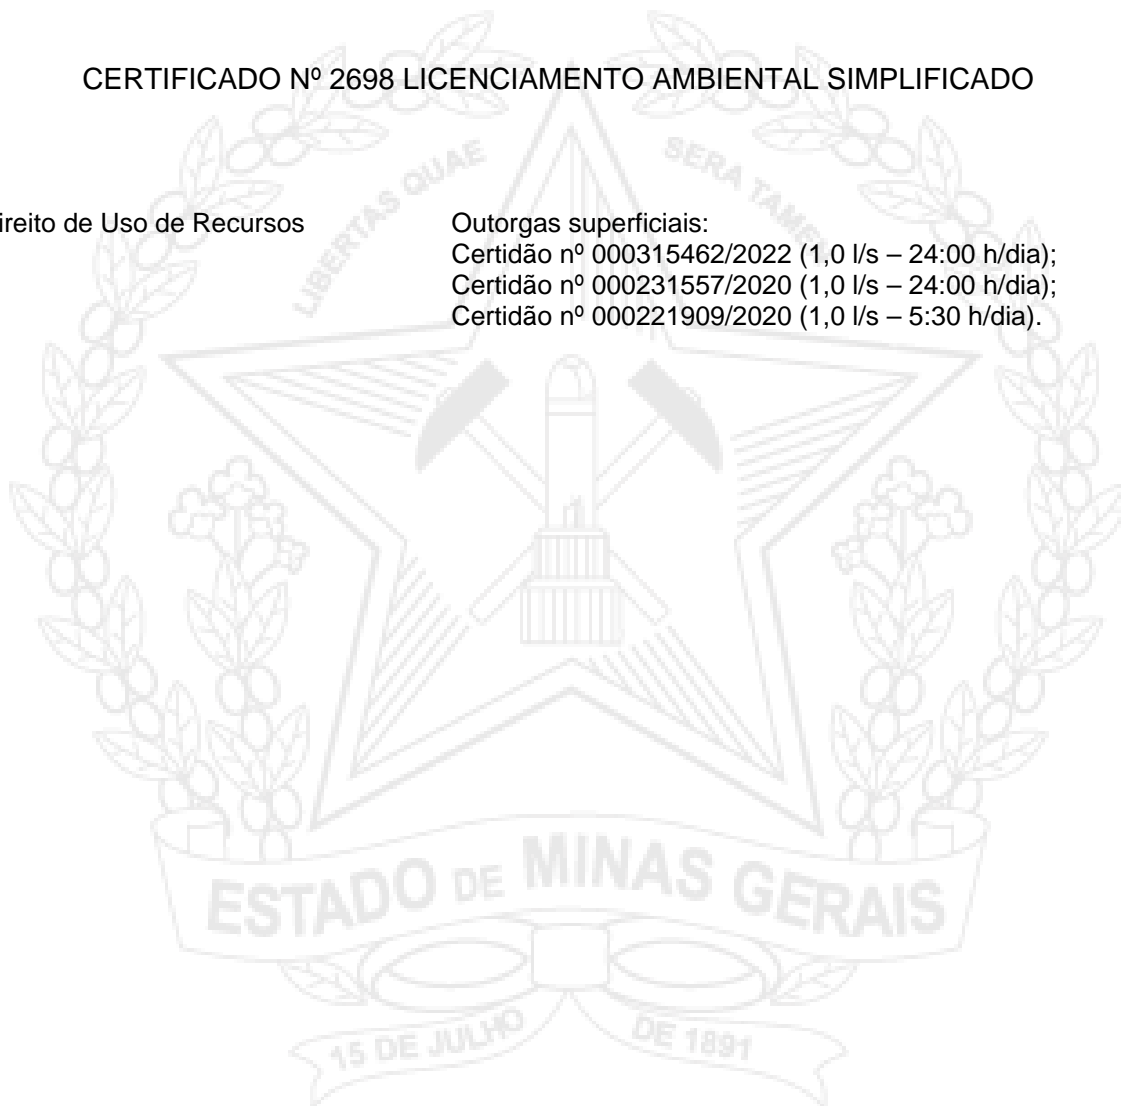 CERTIFICADO Nº 2698 LICENCIAMENTO AMBIENTAL SIMPLIFICADO
LIBERTAS QUAE SERA TAMEN
ireito de Uso de Recursos
Outorgas superficiais:
Certidão nº 000315462/2022 (1,0 l/s – 24:00 h/dia);
Certidão nº 000231557/2020 (1,0 l/s – 24:00 h/dia);
Certidão nº 000221909/2020 (1,0 l/s – 5:30 h/dia).
ESTADO DE MINAS GERAIS
15 DE JULHO DE 1891